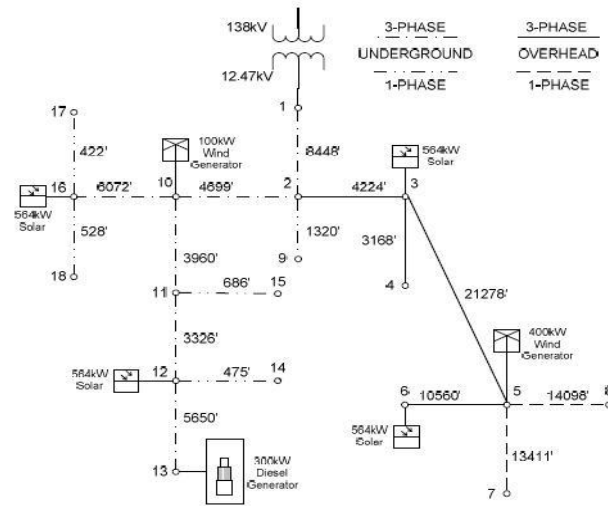 138kV
12.47kV
3-PHASE
UNDERGROUND
1-PHASE
3-PHASE
OVERHEAD
1-PHASE
1
17
100kW
Wind
Generator
8448'
564kW
Solar
422'
16
6072'
10
4699'
2
4224'
3
564kW
Solar
528'
3960'
1320'
3168'
18
9
4
11
686'
15
21278'
3326'
400kW
Wind
Generator
564kW
Solar
12
475'
14
6
10560'
5
14098'
8
5650'
564kW
Solar
13411'
13
300kW
Diesel
Generator
7